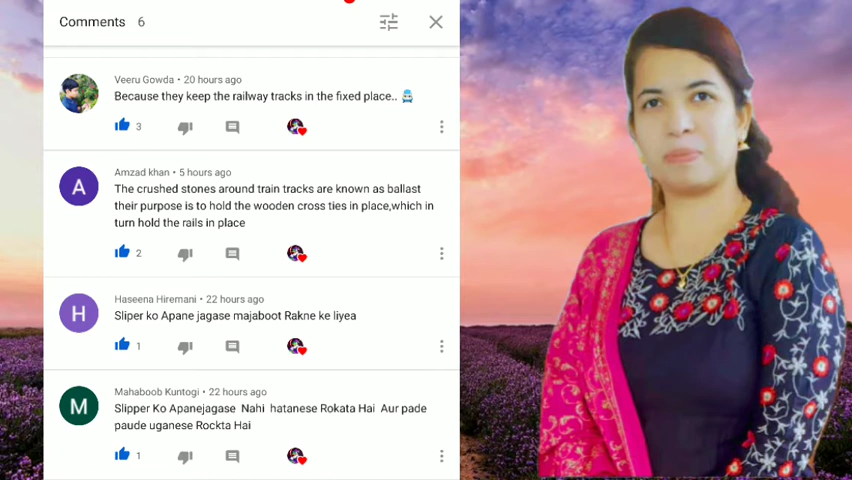 Comments 6
Veeru Gowda • 20 hours ago
Because they keep the railway tracks in the fixed place..
3
A
Amzad khan • 5 hours ago
The crushed stones around train tracks are known as ballast
their purpose is to hold the wooden cross ties in place,which in
turn hold the rails in place
2
H
Haseena Hiremani • 22 hours ago
Sliper ko Apane jagase majaboot Rakne ke liyea
1
M
Mahaboob Kuntogi • 22 hours ago
Slipper Ko Apanejagase Nahi hatanese Rokata Hai Aur pade
paude uganese Rockta Hai
1